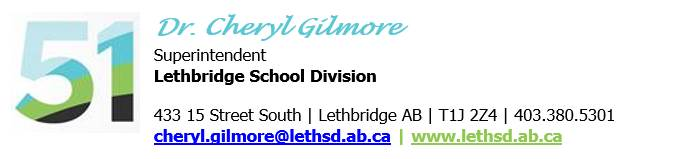 51
Dr. Cheryl Gilmore
Superintendent
Lethbridge School Division
433 15 Street South | Lethbridge AB | T1J 2Z4 | 403.380.5301
cheryl.gilmore@lethsd.ab.ca | www.lethsd.ab.ca